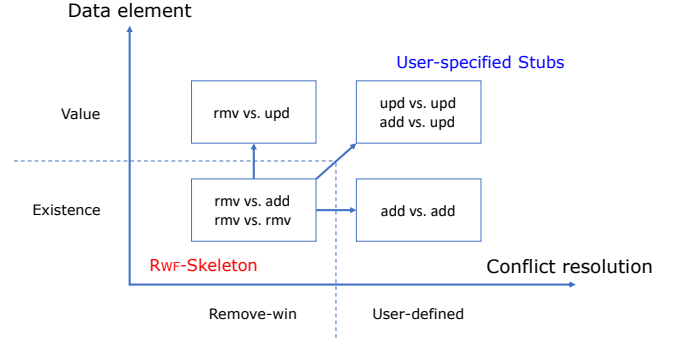 Data element
User-specified Stubs
Value
rmv vs. upd
upd vs. upd
add vs. upd
Existence
rmv vs. add
rmv vs. rmv
add vs. add
RWF-Skeleton
Conflict resolution
Remove-win
User-defined